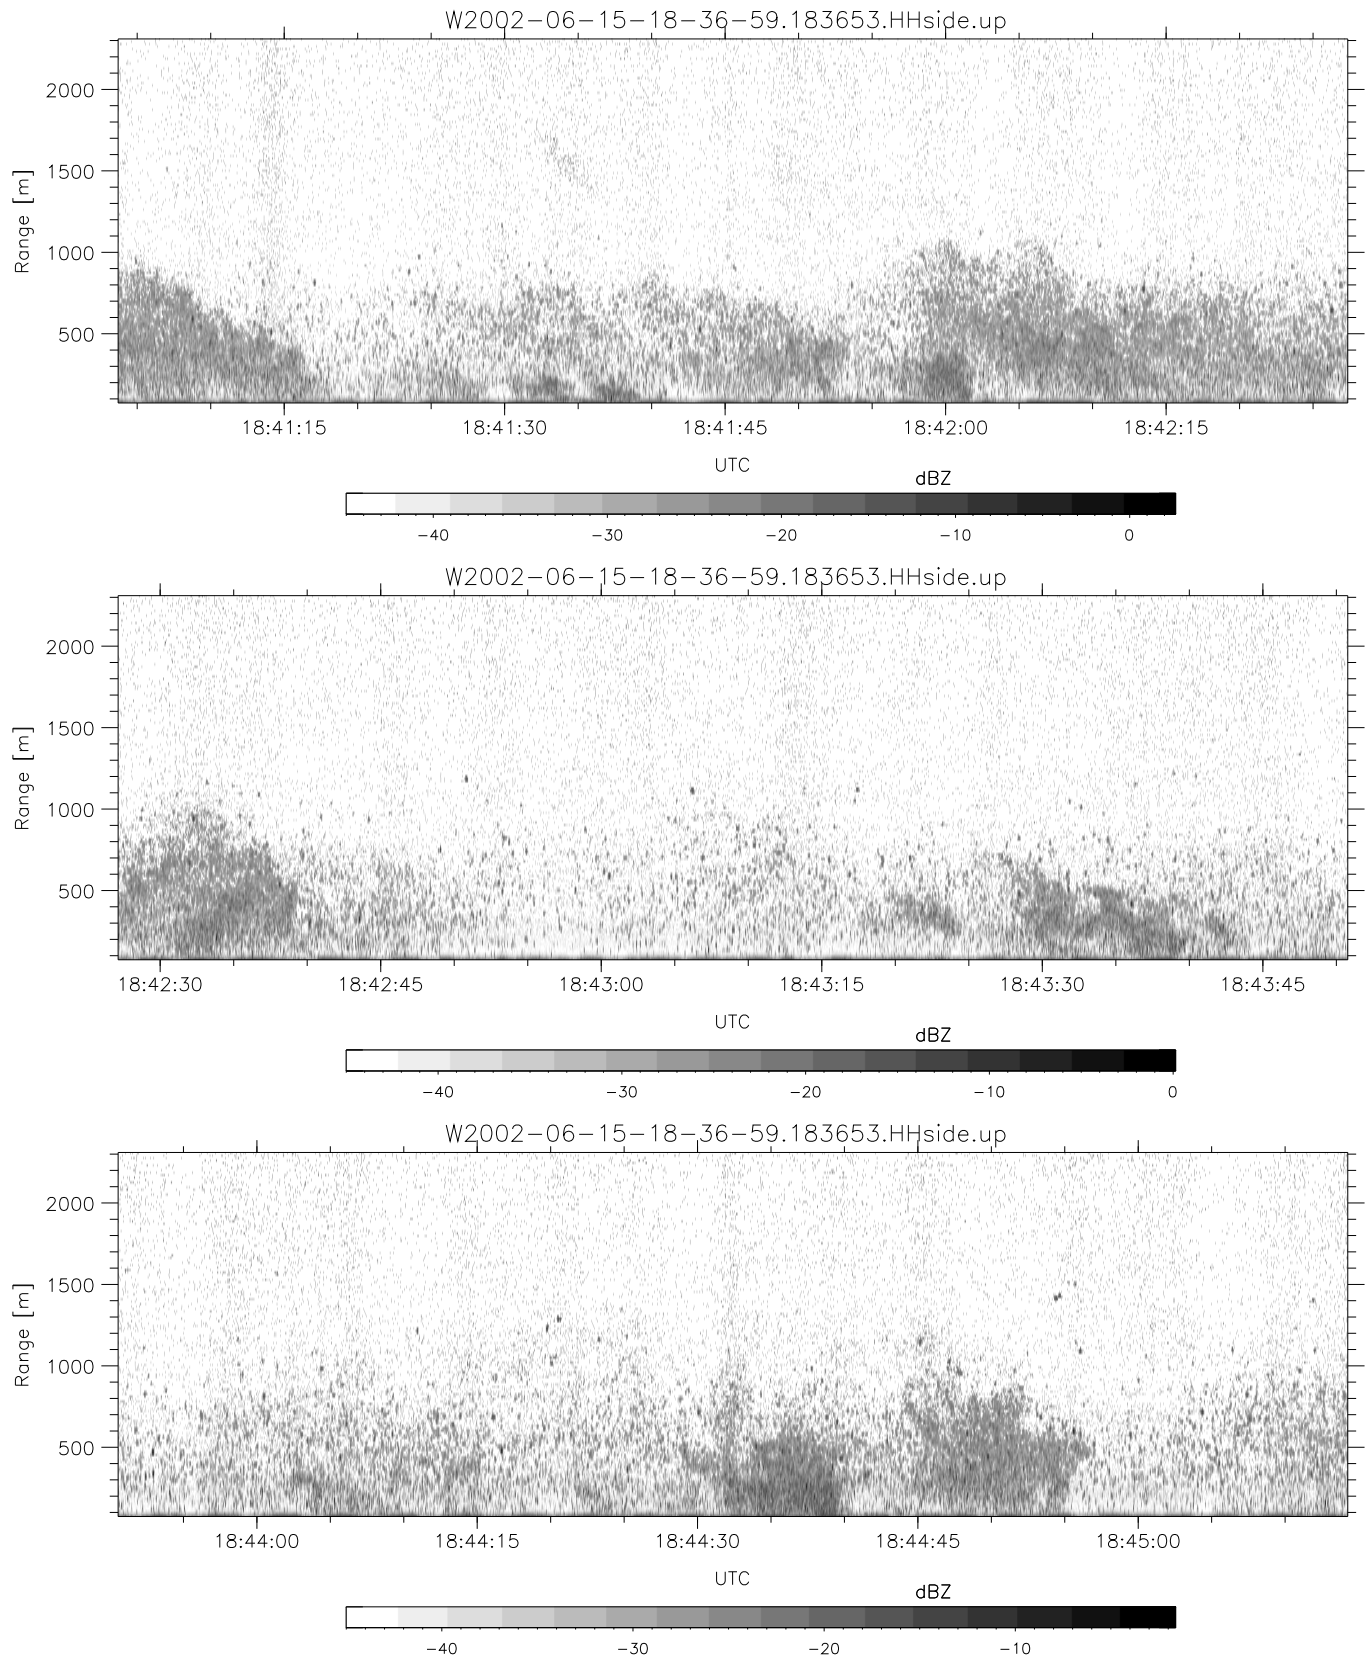 W2002-06-15-18-36-59.183653.HHside.up
Range [m]
2000
1500
1000
500
18:41:15 18:41:30 18:41:45 18:42:00 18:42:15
UTC
dBZ
-40 -30 -20 -10 0
W2002-06-15-18-36-59.183653.HHside.up
Range [m]
2000
1500
1000
500
18:42:30 18:42:45 18:43:00 18:43:15 18:43:30 18:43:45
UTC
dBZ
-40 -30 -20 -10 0
W2002-06-15-18-36-59.183653.HHside.up
Range [m]
2000
1500
1000
500
18:44:00 18:44:15 18:44:30 18:44:45 18:45:00
UTC
dBZ
-40 -30 -20 -10